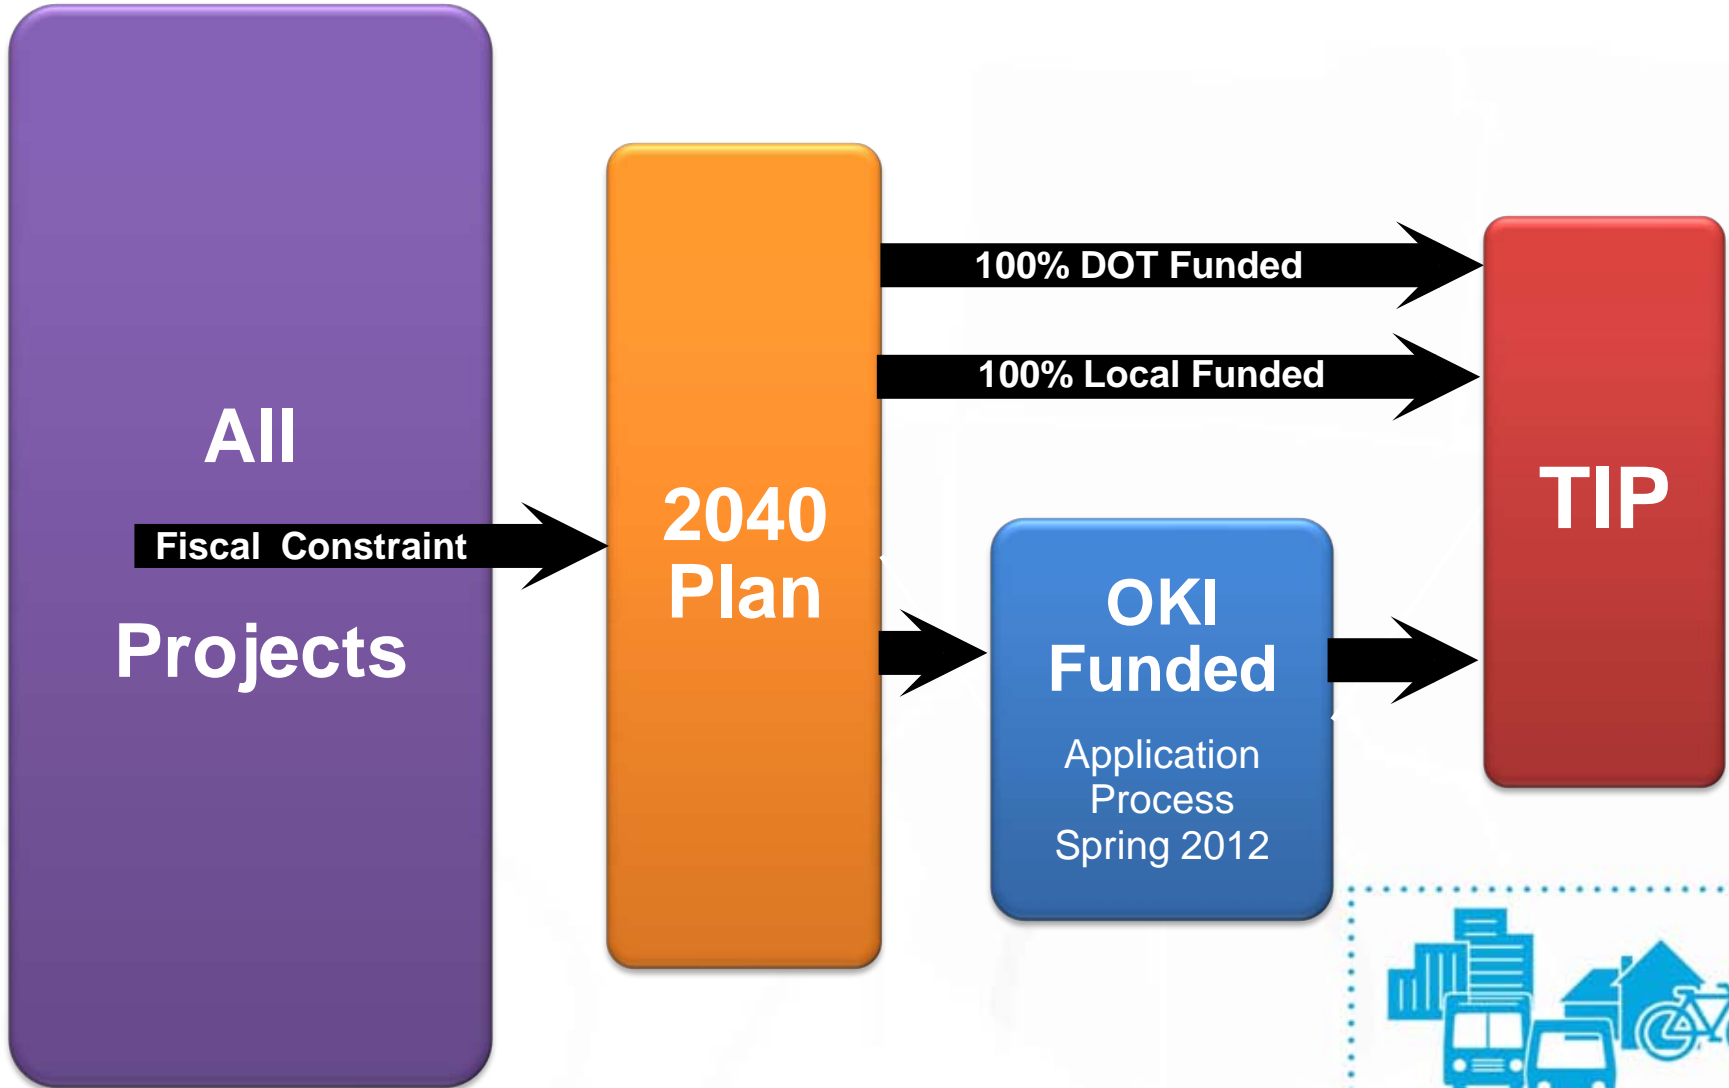 All
Fiscal Constraint
Projects
2040
Plan
100% DOT Funded
100% Local Funded
OKI
Funded
Application
Process
Spring 2012
TIP